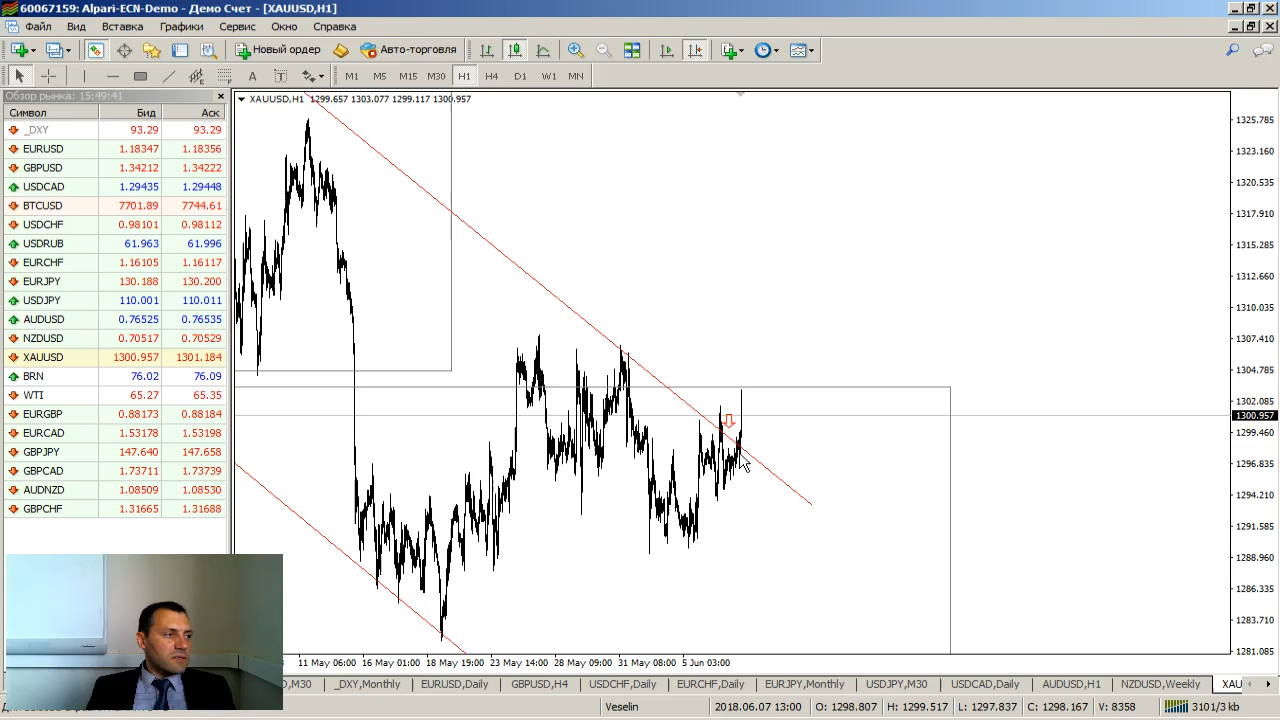 60067159: Alpari-ECN-Demo - Демо Счет - [XAUUSD,H1]
Файл Вид Вставка Графики Сервис Окно Справка
Новый ордер Авто-торго
A T M1 M5 M15 M30 H1 H4 D1 W1 MN
Обзор рынка: 15:49:41
Символ Бид Аск
_DXY 93.29 93.29
EURUSD 1.18347 1.18356
GBPUSD 1.34212 1.34222
USDCAD 1.29435 1.29448
BTCUSD 7701.89 7744.61
USDCHF 0.98101 0.98112
USDRUB 61.963 61.996
EURCHF 1.16105 1.16117
EURJPY 130.188 130.200
USDJPY 110.001 110.011
AUDUSD 0.76525 0.76535
NZDUSD 0.70517 0.70529
XAUUSD 1300.957 1301.184
BRN 76.02 76.09
WTI 65.27 65.35
EURGBP 0.88173 0.88184
EURCAD 1.53178 1.53198
GBPJPY 147.640 147.658
GBPCAD 1.73711 1.73739
AUDNZD 1.08509 1.08530
GBPCHF 1.31665 1.31688
XAUUSD,H1 1299.657 1303.077 1299.117 1300.957
1325.785
1323.160
1320.535
1317.910
1315.285
1312.660
1310.035
1307.410
1304.785
1302.085
1300.957
1299.460
1296.835
1294.210
1291.585
1288.960
1286.335
1283.710
1281.085
11 May 06:00 16 May 01:00 18 May 19:00 23 May 14:00 28 May 09:00 31 May 08:00 5 Jun 03:00
D,M30 _DXY,Monthly EURUSD,Daily GBPUSD,H4 USDCHF,Daily EURCHF,Daily EURJPY,Monthly USDJPY,M30 USDCAD,Daily AUDUSD,H1 NZDUSD,Weekly XAU
Veselin 2018.06.07 13:00 O: 1298.807 H: 1299.517 L: 1297.837 C: 1298.167 V: 8358 3101/3 kb